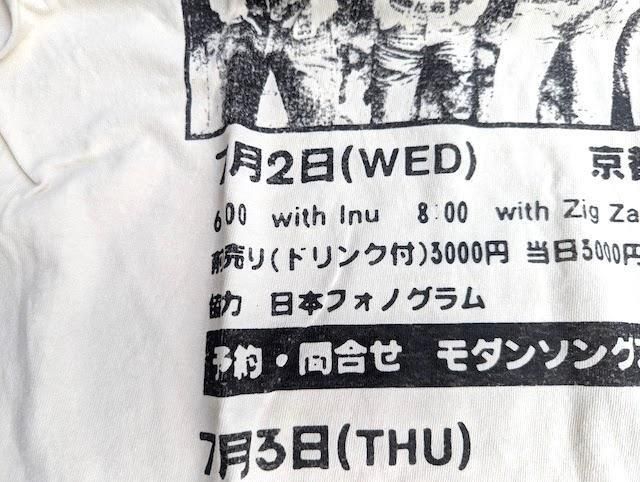 7月2日(WED) 京都
6:00 with Inu 8:00 with Zig Za
前売り(ドリンク付)3000円 当日3000円
協力 日本フォノグラム
予約・問合せ モダンソング
7月3日(THU)